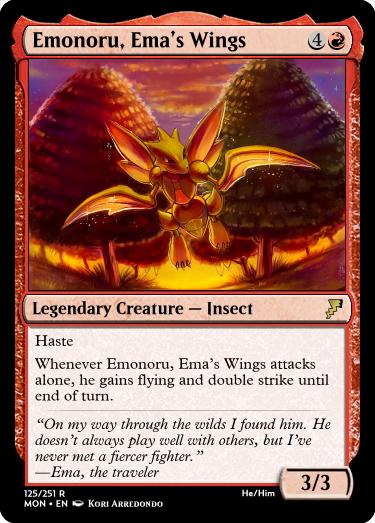 Emonoru, Ema's Wings 4
Legendary Creature — Insect
Haste
Whenever Emonoru, Ema's Wings attacks
alone, he gains flying and double strike until
end of turn.
"On my way through the wilds I found him. He
doesn't always play well with others, but I've
never met a fiercer fighter."
—Ema, the traveler
3/3
125/251 R He/Him
MON • EN Kori Arredondo